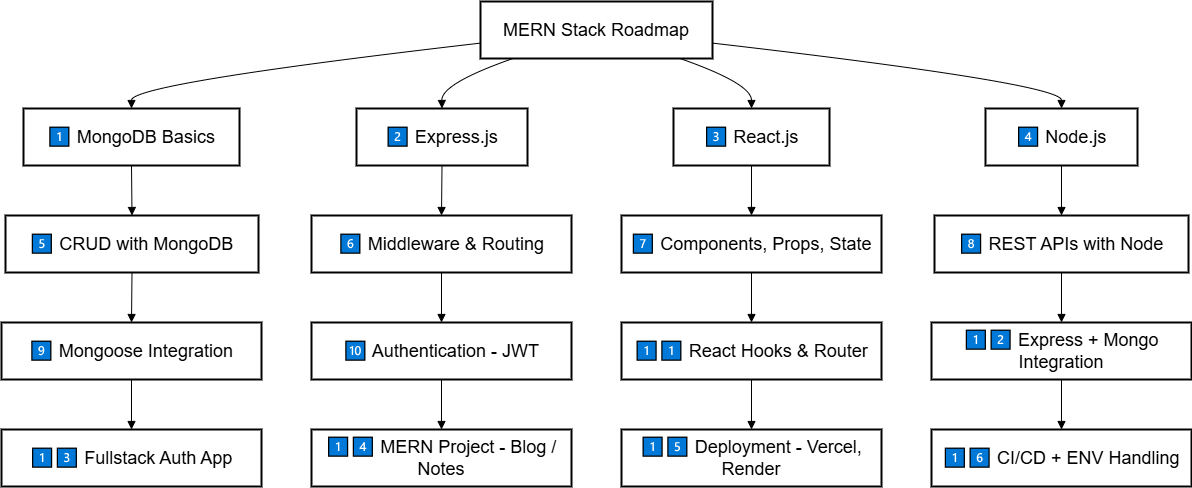 MERN Stack Roadmap
1 MongoDB Basics
2 Express.js
3 React.js
4 Node.js
5 CRUD with MongoDB
6 Middleware & Routing
7 Components, Props, State
8 REST APIs with Node
9 Mongoose Integration
10 Authentication - JWT
1 1 React Hooks & Router
1 2 Express + Mongo
Integration
1 3 Fullstack Auth App
1 4 MERN Project - Blog /
Notes
1 5 Deployment - Vercel,
Render
1 6 CI/CD + ENV Handling